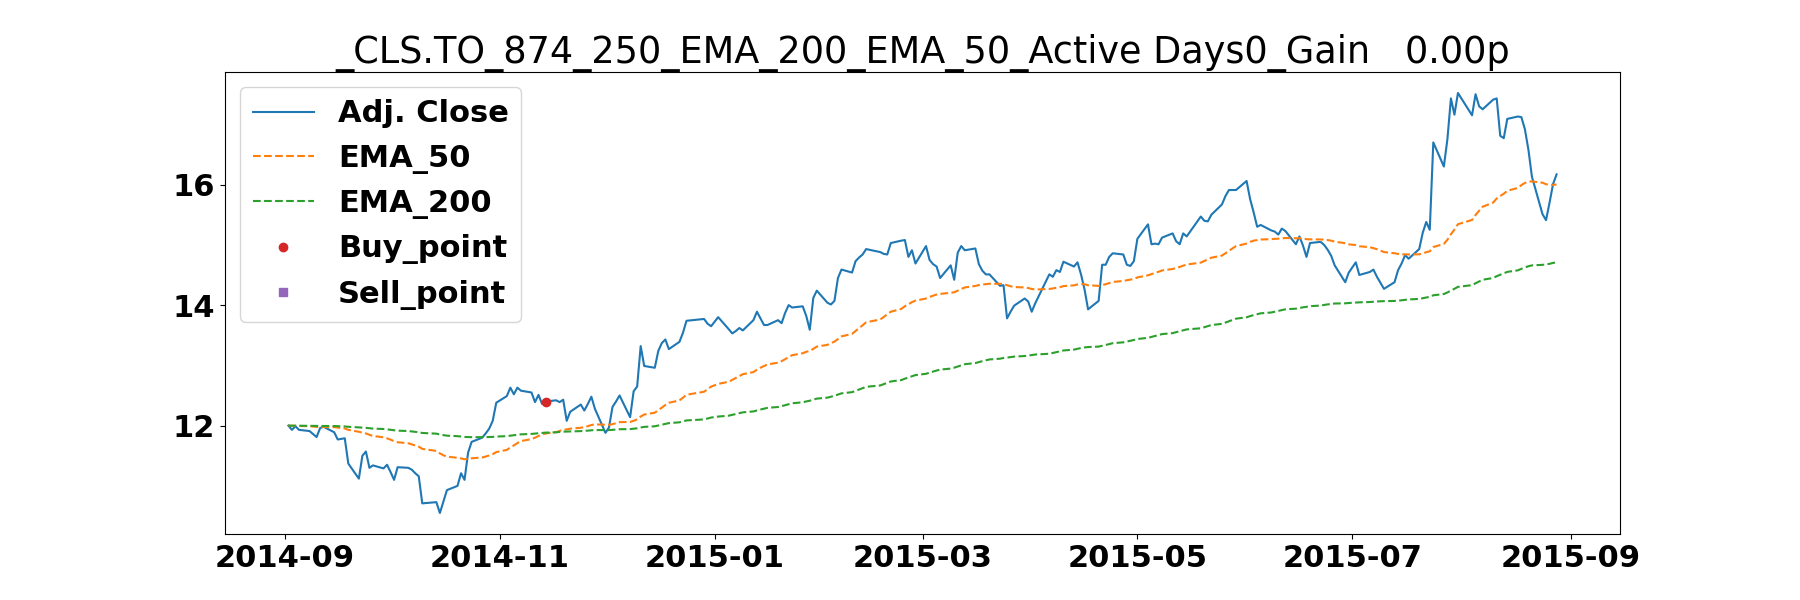 _CLS.TO_874_250_EMA_200_EMA_50_Active Days0_Gain   0.00p
Adj. Close
EMA_50
EMA_200
Buy_point
Sell_point
16
14
12
2014-09 2014-11 2015-01 2015-03 2015-05 2015-07 2015-09